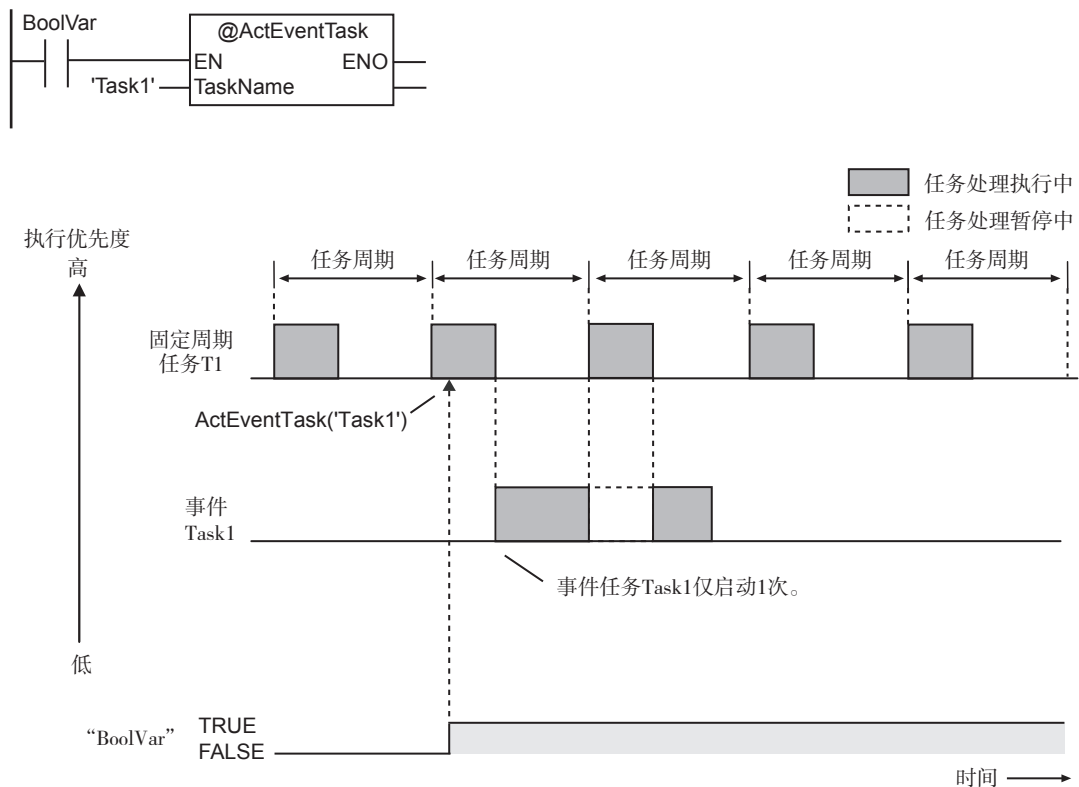 BoolVar
@ActEventTask
EN ENO
'Task1' TaskName
任务处理执行中
任务处理暂停中
执行优先度
高
任务周期 任务周期 任务周期 任务周期 任务周期
固定周期
任务T1
ActEventTask('Task1')
事件
Task1
事件任务Task1仅启动1次。
低
“BoolVar” TRUE
FALSE
时间